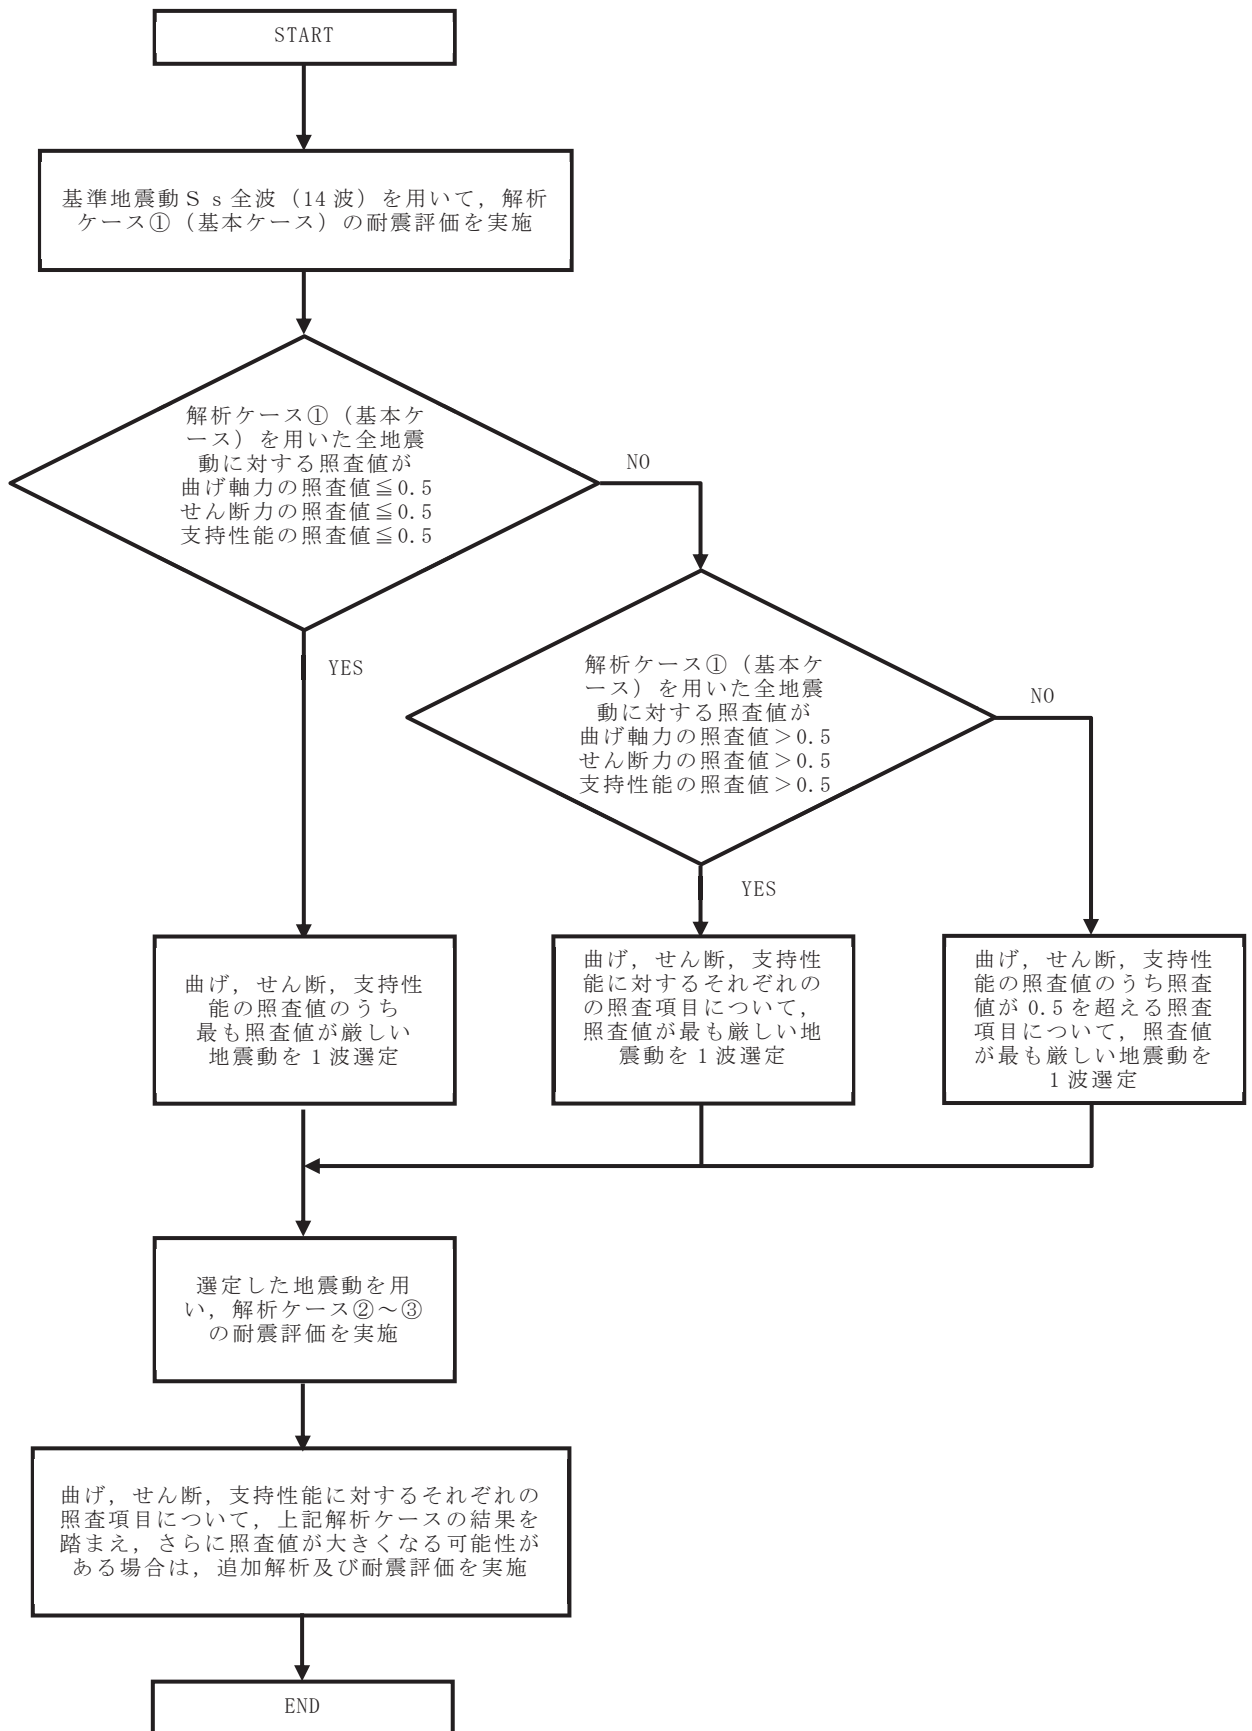 START
基準地震動Ｓｓ全波（14波）を用いて，解析
ケース①（基本ケース）の耐震評価を実施
解析ケース①（基本ケ
ース）を用いた全地震
動に対する照査値が
曲げ軸力の照査値≦0.5
せん断力の照査値≦0.5
支持性能の照査値≦0.5
NO
YES
解析ケース①（基本ケ
ース）を用いた全地震
動に対する照査値が
曲げ軸力の照査値＞0.5
せん断力の照査値＞0.5
支持性能の照査値＞0.5
NO
YES
曲げ，せん断，支持性
能の照査値のうち
最も照査値が厳しい
地震動を1波選定
曲げ，せん断，支持性
能に対するそれぞれの
の照査項目について，
照査値が最も厳しい地
震動を1波選定
曲げ，せん断，支持性
能の照査値のうち照査
値が0.5を超える照査
項目について，照査値
が最も厳しい地震動を
1波選定
選定した地震動を用
い，解析ケース②～③
の耐震評価を実施
曲げ，せん断，支持性能に対するそれぞれの
照査項目について，上記解析ケースの結果を
踏まえ，さらに照査値が大きくなる可能性が
ある場合は，追加解析及び耐震評価を実施
END